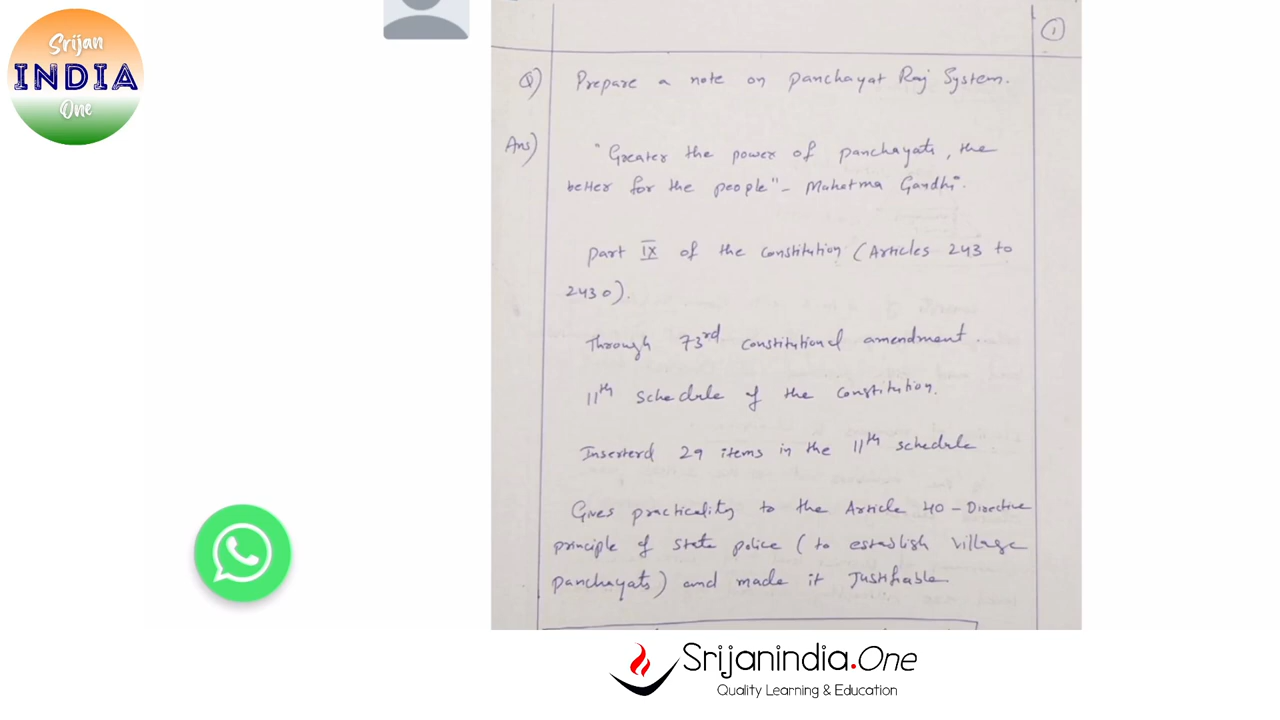 Srijan
INDIA
One
1
Q) Prepare a note on Panchayat Raj System.
Ans) "Greater the power of panchayats, the
better for the people" - Mahatma Gandhi".
Part IX of the constitution (Articles 243 to
243 O).
Through 73rd constitutional amendment.
11th schedule of the constitution.
Inserterd 29 items in the 11th schedule
Gives practicality to the Article 40 - Directive
principle of state police (to establish village
panchayats) and made it Justifiable
Srijanindia.One
Quality Learning & Education